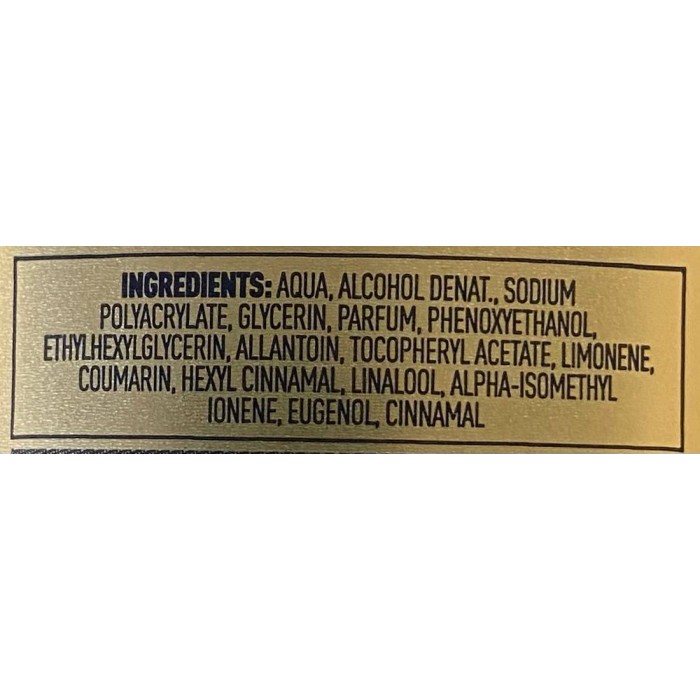 INGREDIENTS: AQUA, ALCOHOL DENAT., SODIUM
POLYACRYLATE, GLYCERIN, PARFUM, PHENOXYETHANOL,
ETHYLHEXYLGLYCERIN, ALLANTOIN, TOCOPHERYL ACETATE, LIMONENE,
COUMARIN, HEXYL CINNAMAL, LINALOOL, ALPHA-ISOMETHYL
IONENE, EUGENOL, CINNAMAL